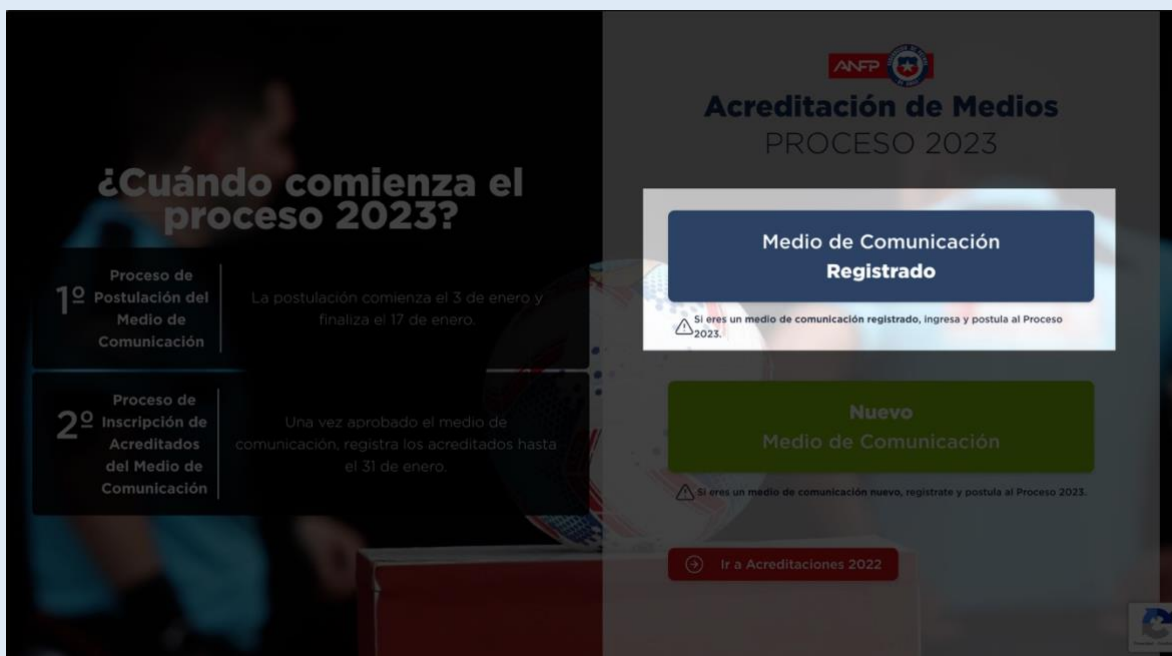 ¿Cuándo comienza el
proceso 2023?
1º
Proceso de
Postulación del
Medio de
Comunicación
La postulación comienza el 3 de enero y
finaliza el 17 de enero.
2º
Proceso de
Inscripción de
Acreditados
del Medio de
Comunicación
Una vez aprobado el medio de
comunicación, registra los acreditados hasta
el 31 de enero.
ANFP
Acreditación de Medios
PROCESO 2023
Medio de Comunicación
Registrado
Si eres un medio de comunicación registrado, ingresa y postula al Proceso
2023.
Nuevo
Medio de Comunicación
Si eres un medio de comunicación nuevo, regístrate y postula al Proceso 2023.
Ir a Acreditaciones 2022